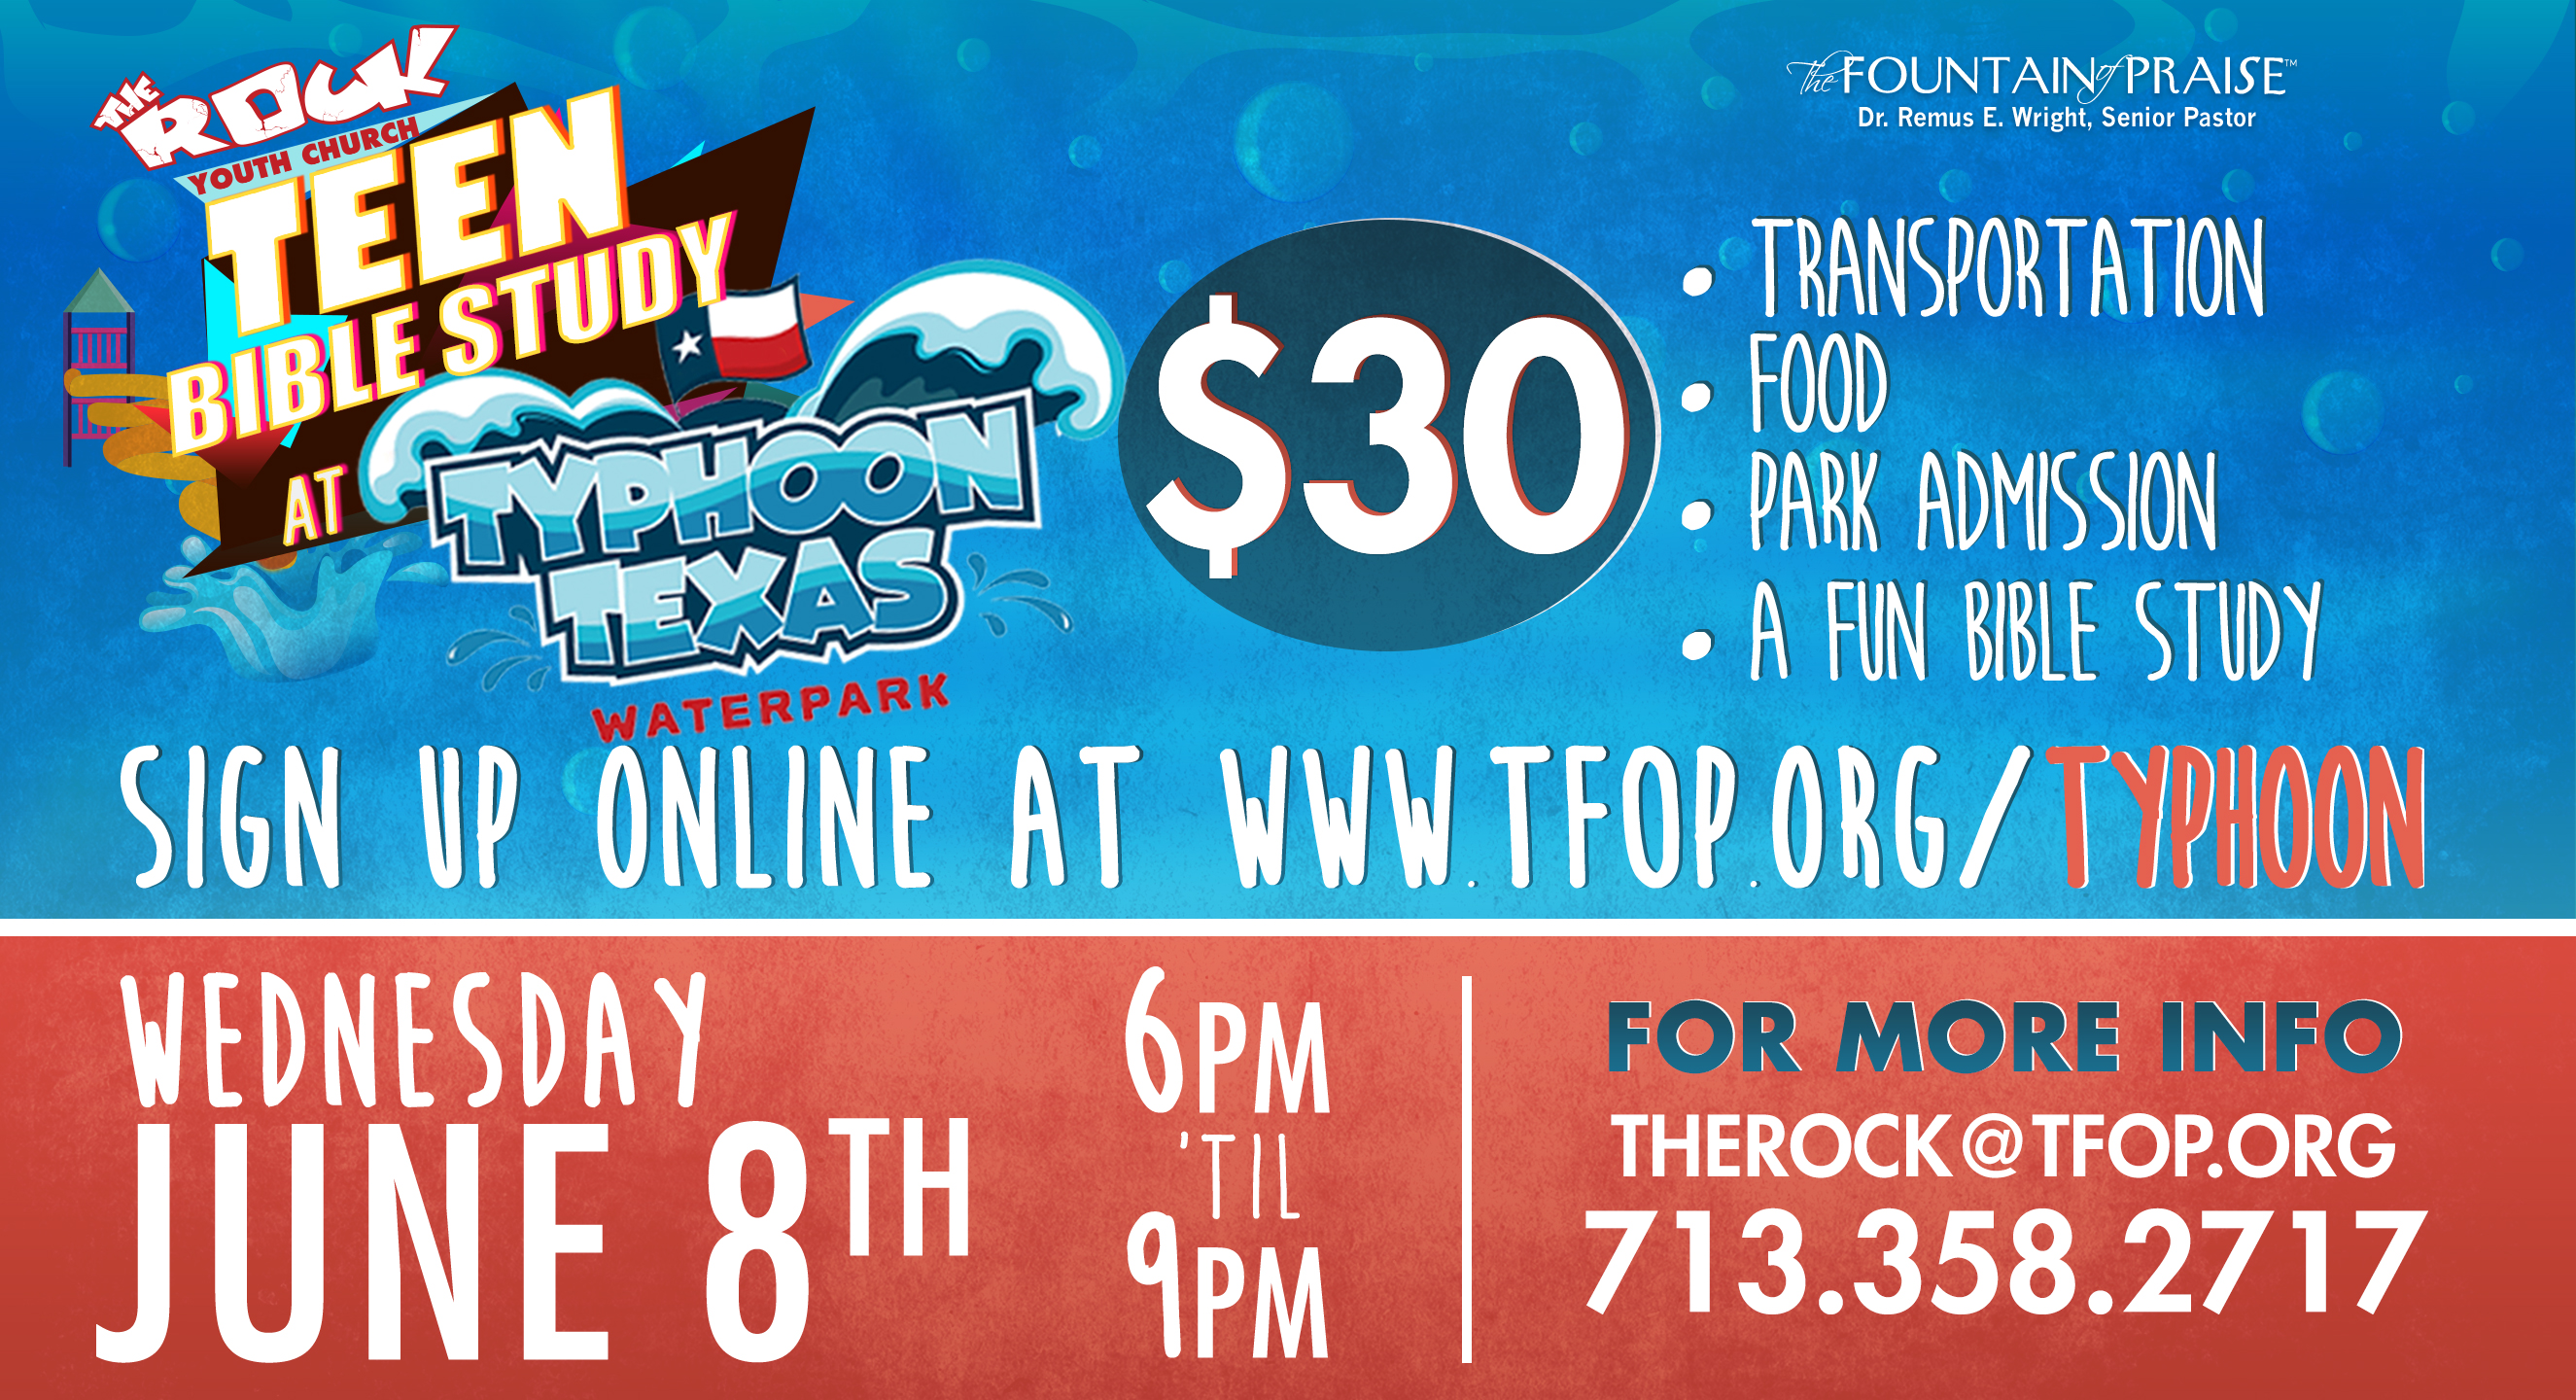 THE ROCK
YOUTH CHURCH
TEEN
BIBLE STUDY
AT
TYPHOON
TEXAS
WATERPARK
$30
The FOUNTAIN of PRAISE™
Dr. Remus E. Wright, Senior Pastor
• TRANSPORTATION
• FOOD
• PARK ADMISSION
• A FUN BIBLE STUDY
SIGN UP ONLINE AT WWW.TFOP.ORG/TYPHOON
WEDNESDAY
JUNE 8TH
6PM
'TIL
9PM
FOR MORE INFO
THEROCK@TFOP.ORG
713.358.2717